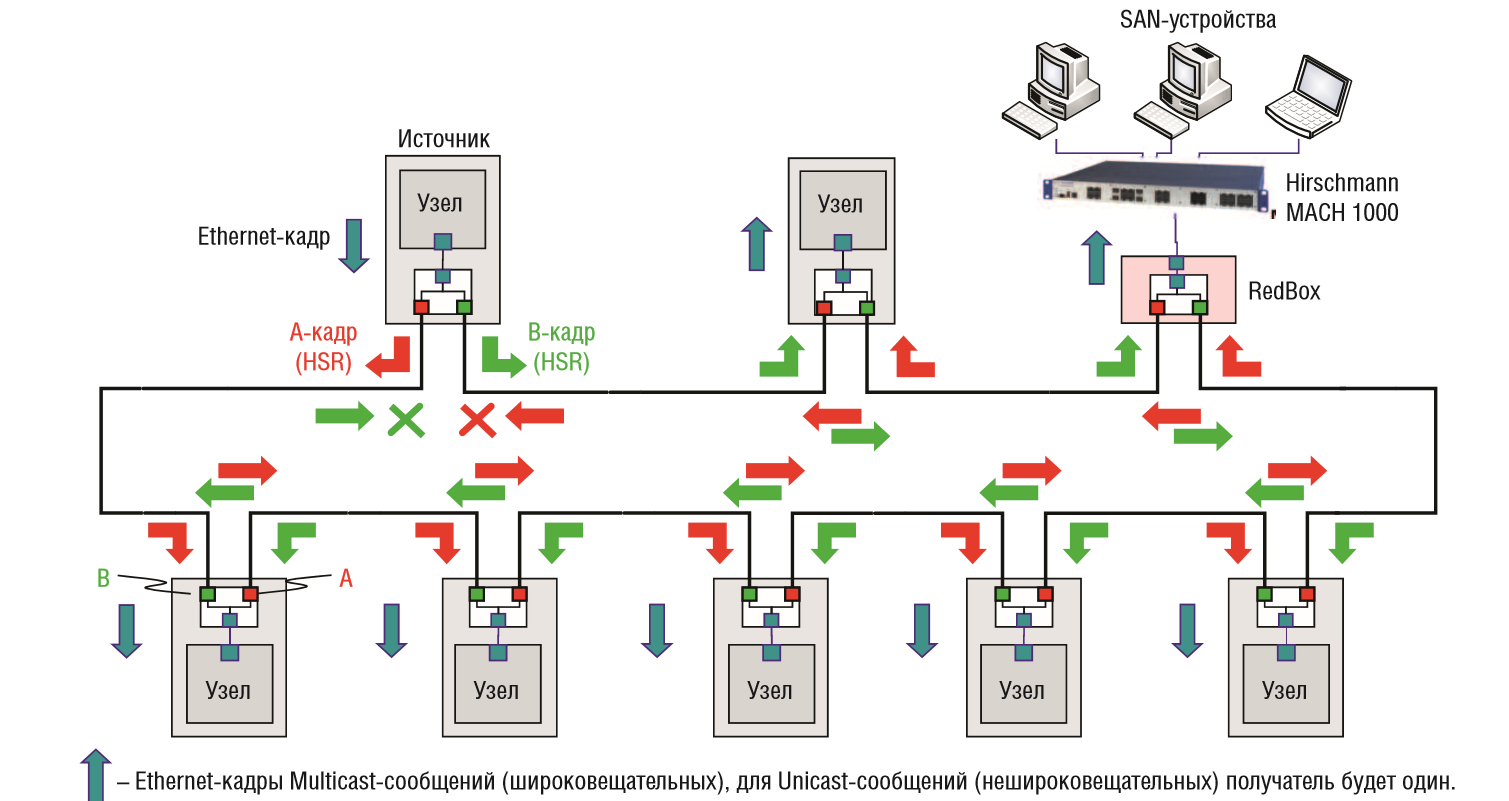 SAN-устройства
Источник
Узел
Узел
Hirschmann
MACH 1000
Ethernet-кадр
RedBox
А-кадр
(HSR)
В-кадр
(HSR)
В
А
Узел
Узел
Узел
Узел
Узел
– Ethernet-кадры Multicast-сообщений (широковещательных), для Unicast-сообщений (нешироковещательных) получатель будет один.